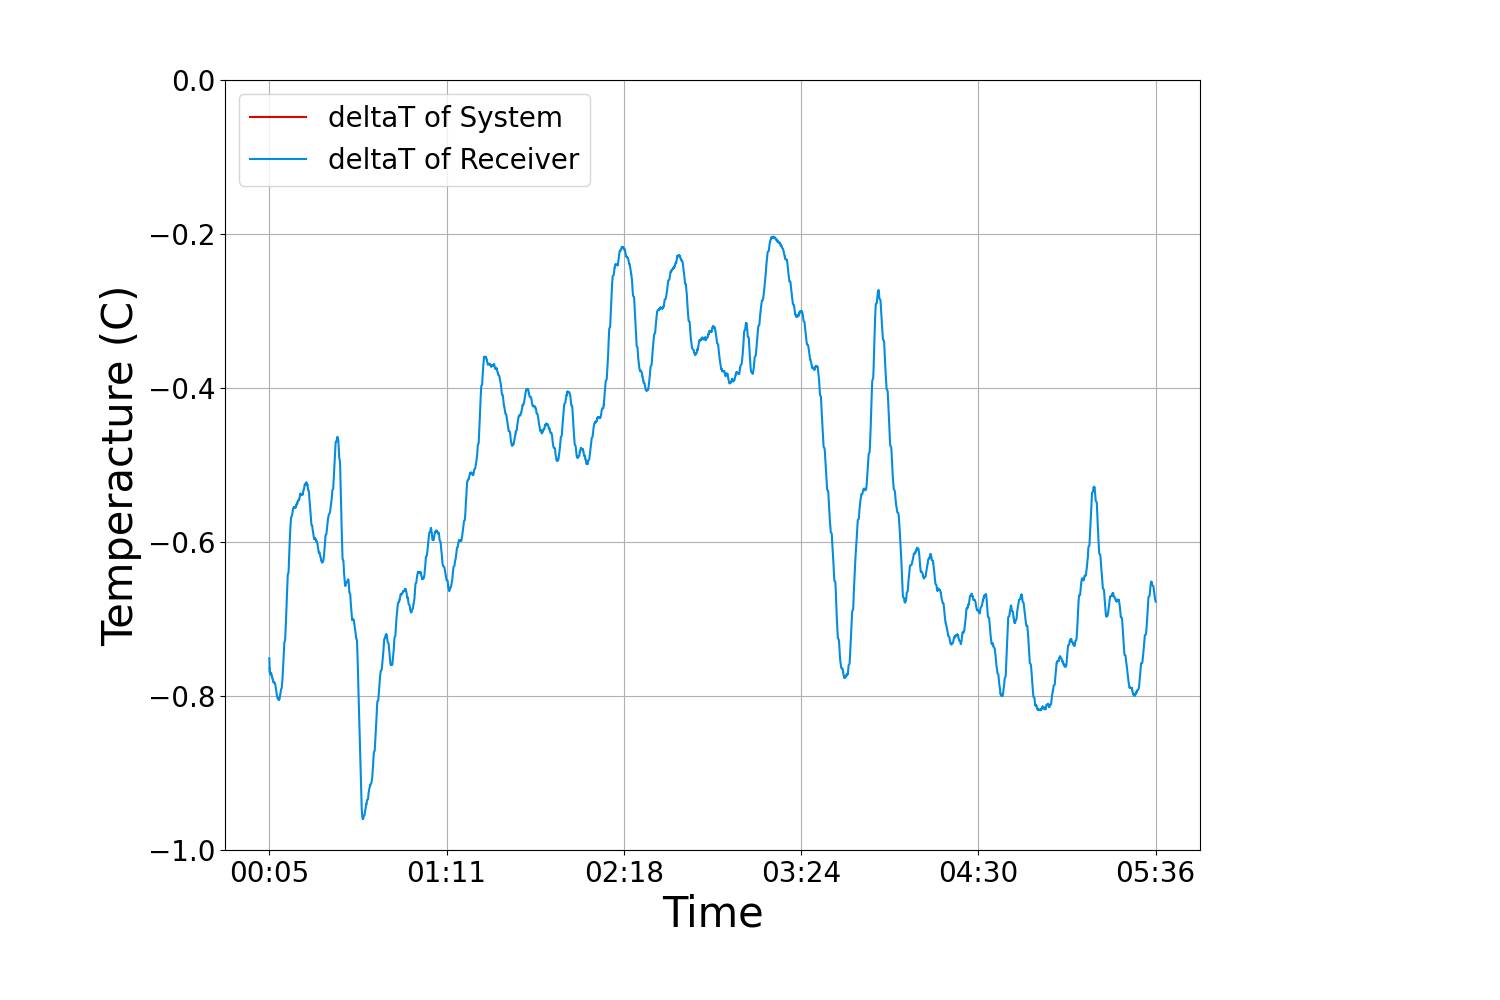 0.0
deltaT of System
deltaT of Receiver
−0.2
−0.4
−0.6
−0.8
−1.0
Temperacture (C)
00:05 01:11 02:18 03:24 04:30 05:36
Time